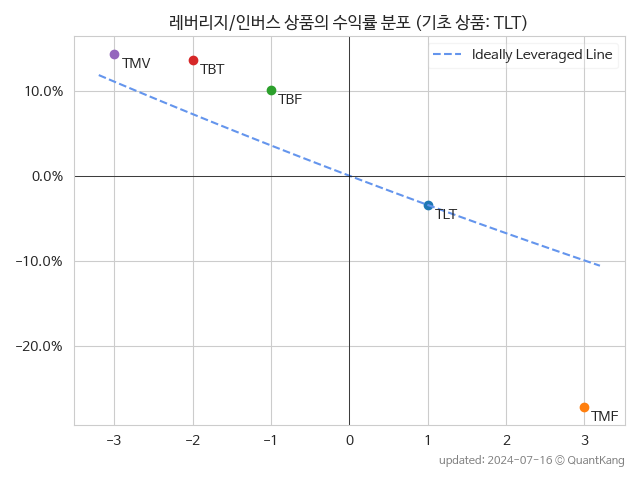 레버리지/인버스 상품의 수익률 분포 (기초 상품: TLT)
Ideally Leveraged Line
TMV
TBT
TBF
TLT
TMF
10.0%
0.0%
−10.0%
−20.0%
−3
−2
−1
0
1
2
3
updated: 2024-07-16 © QuantKang